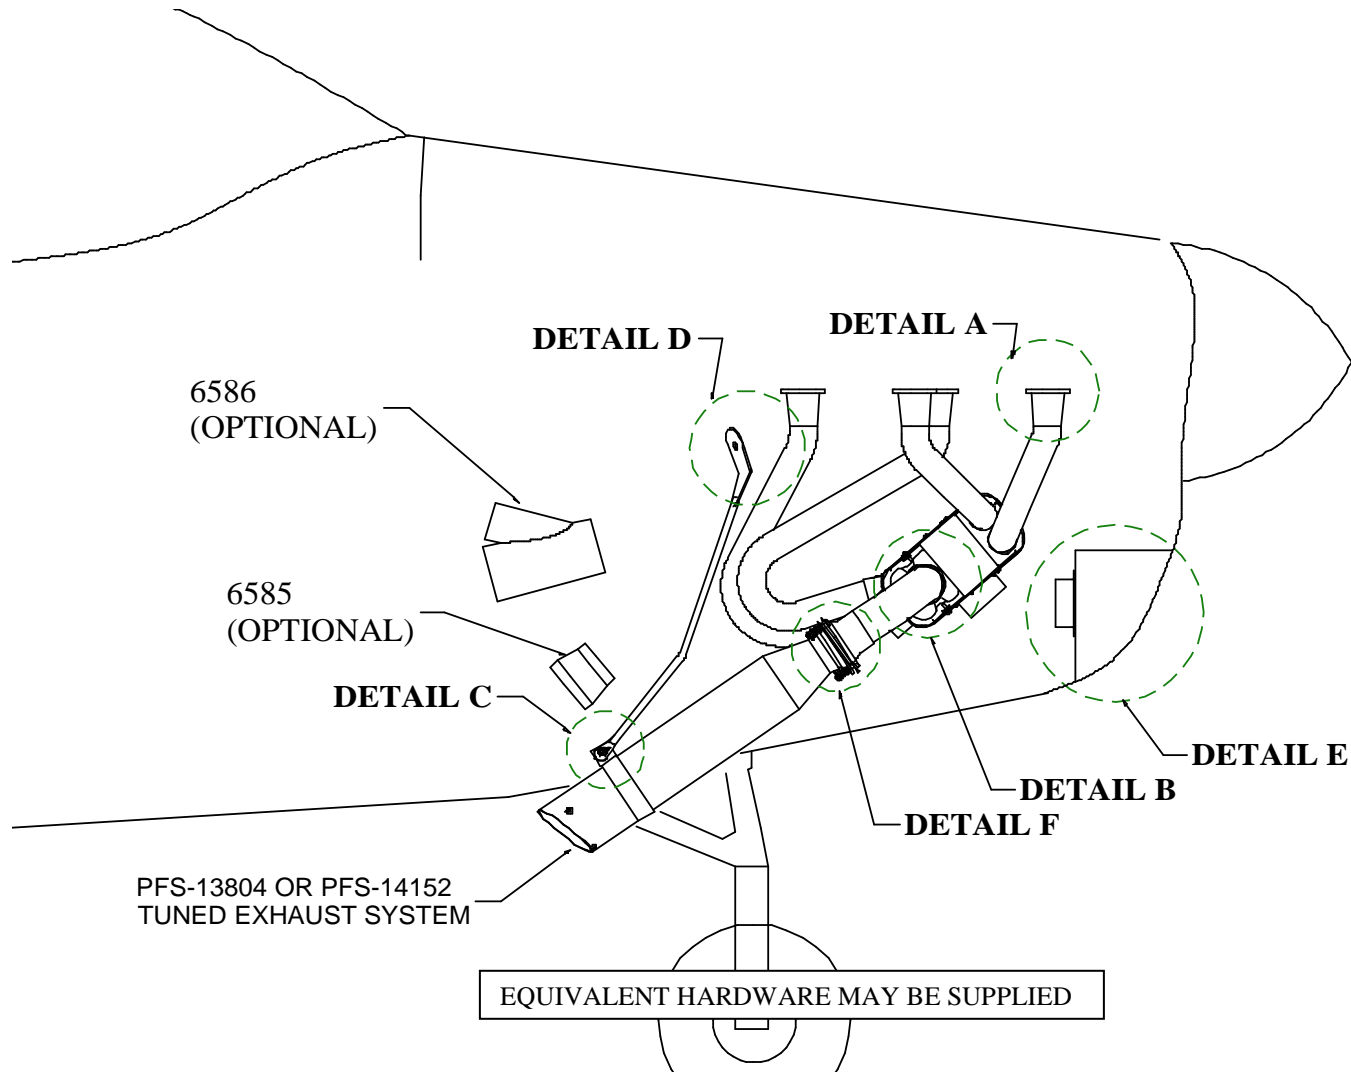 DETAIL A
DETAIL D
6586
(OPTIONAL)
6585
(OPTIONAL)
DETAIL C
DETAIL E
DETAIL B
DETAIL F
PFS-13804 OR PFS-14152
TUNED EXHAUST SYSTEM
EQUIVALENT HARDWARE MAY BE SUPPLIED